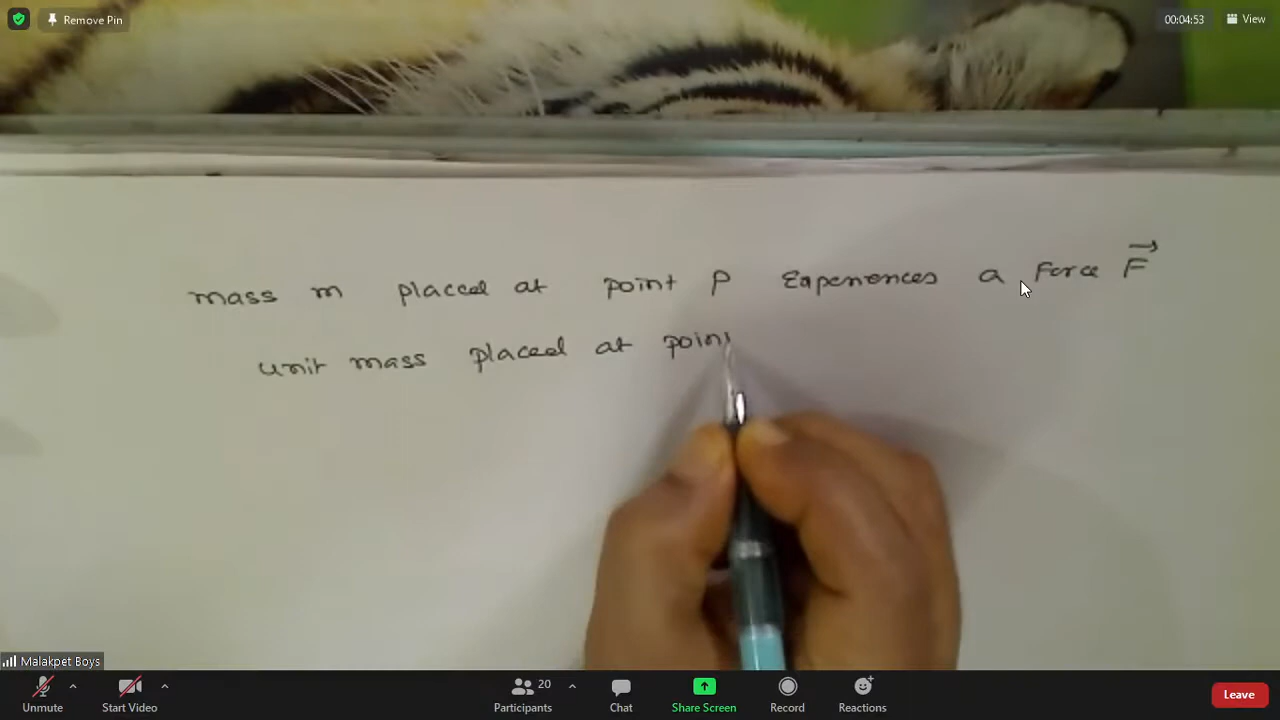 Remove Pin
00:04:53
View
mass m placed at point P Experiences a Force F
unit mass placed at point
Malakpet Boys
Unmute
Start Video
Participants
20
Chat
Share Screen
Record
Reactions
Leave